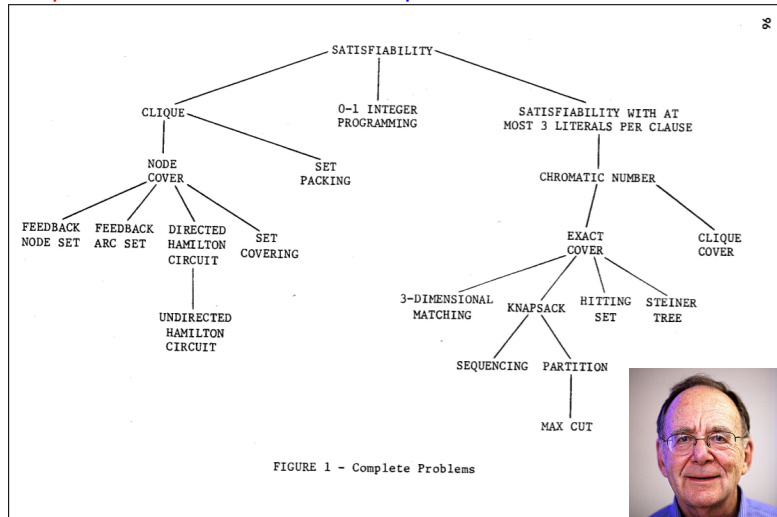 96
SATISFIABILITY
CLIQUE
0-1 INTEGER
PROGRAMMING
SATISFIABILITY WITH AT
MOST 3 LITERALS PER CLAUSE
NODE
COVER
SET
PACKING
CHROMATIC NUMBER
FEEDBACK
NODE SET
FEEDBACK
ARC SET
DIRECTED
HAMILTON
CIRCUIT
SET
COVERING
EXACT
COVER
CLIQUE
COVER
3-DIMENSIONAL
MATCHING
KNAPSACK
HITTING
SET
STEINER
TREE
UNDIRECTED
HAMILTON
CIRCUIT
SEQUENCING
PARTITION
MAX CUT
FIGURE 1 - Complete Problems